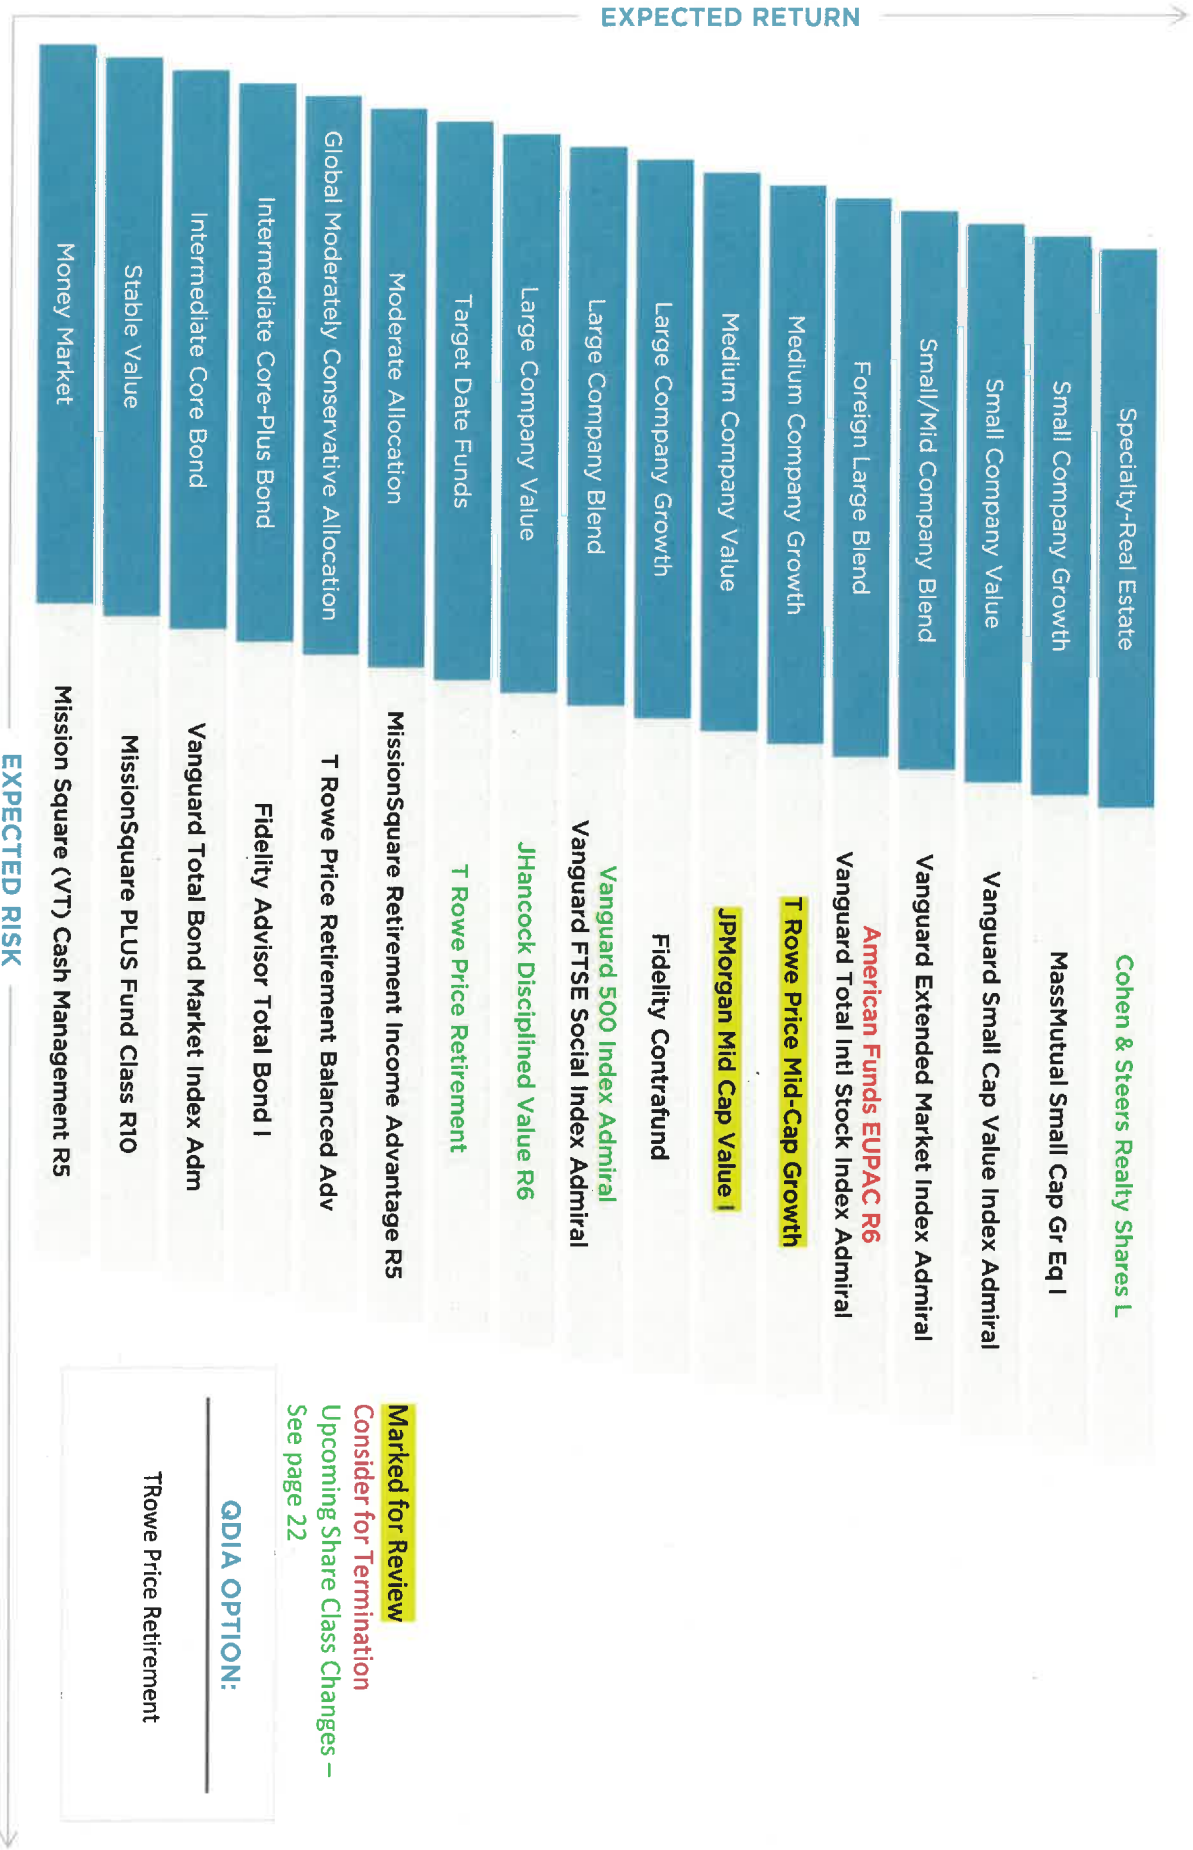 EXPECTED RETURN
Specialty-Real Estate
Cohen & Steers Realty Shares L
Small Company Growth
MassMutual Small Cap Gr Eq I
Small Company Value
Vanguard Small Cap Value Index Admiral
Small/Mid Company Blend
Vanguard Extended Market Index Admiral
Foreign Large Blend
American Funds EUPAC R6
Vanguard Total Intl Stock Index Admiral
Medium Company Growth
T Rowe Price Mid-Cap Growth
Medium Company Value
JPMorgan Mid Cap Value I
Large Company Growth
Fidelity Contrafund
Large Company Blend
Vanguard 500 Index Admiral
Vanguard FTSE Social Index Admiral
Large Company Value
JHancock Disciplined Value R6
Target Date Funds
T Rowe Price Retirement
Moderate Allocation
MissionSquare Retirement Income Advantage R5
Global Moderately Conservative Allocation
T Rowe Price Retirement Balanced Adv
Intermediate Core-Plus Bond
Fidelity Advisor Total Bond I
Intermediate Core Bond
Vanguard Total Bond Market Index Adm
Stable Value
MissionSquare PLUS Fund Class R10
Money Market
Mission Square (VT) Cash Management R5
Marked for Review
Consider for Termination
Upcoming Share Class Changes –
See page 22
QDIA OPTION:
TRowe Price Retirement
EXPECTED RISK